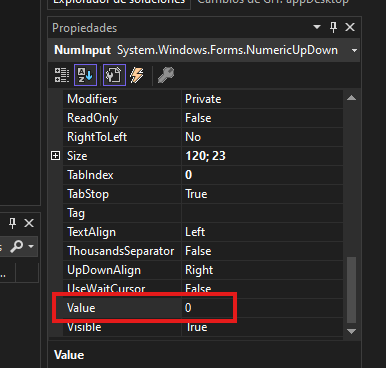 Explorador de soluciones Cambios de GIT: appDesktop
Propiedades
NumInput System.Windows.Forms.NumericUpDown
Modifiers Private
ReadOnly False
RightToLeft No
Size 120; 23
TabIndex 0
TabStop True
Tag
TextAlign Left
ThousandsSeparator False
UpDownAlign Right
UseWaitCursor False
Value 0
Visible True
Value